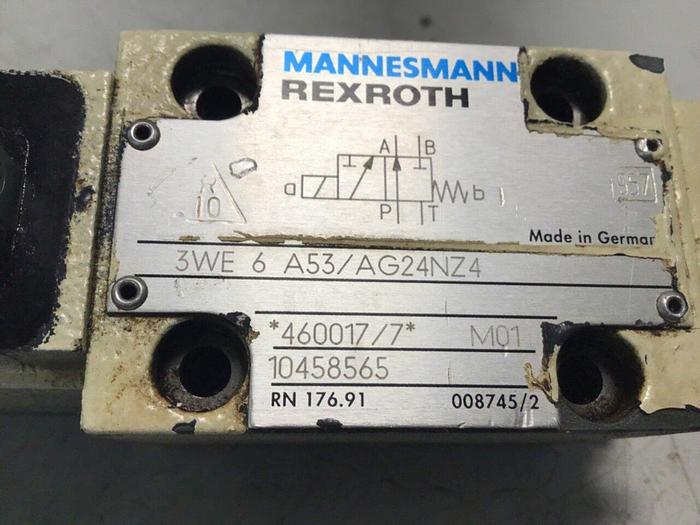 MANNESMANN
REXROTH
A B
a b
P T
R
10
957
Made in German
3WE 6 A53/AG24NZ4
*460017/7* M01
10458565
RN 176.91 008745/2